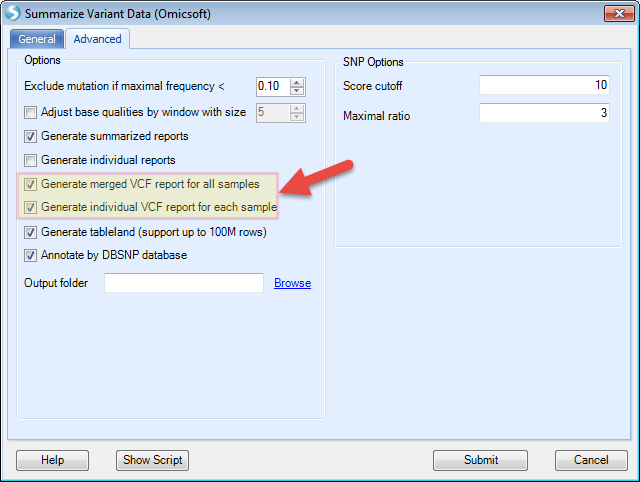 Summarize Variant Data (Omicsoft)
General Advanced
Options
Exclude mutation if maximal frequency < 0.10
Adjust base qualities by window with size 5
Generate summarized reports
Generate individual reports
Generate merged VCF report for all samples
Generate individual VCF report for each sample
Generate tableland (support up to 100M rows)
Annotate by DBSNP database
Output folder Browse
SNP Options
Score cutoff 10
Maximal ratio 3
Help Show Script Submit Cancel